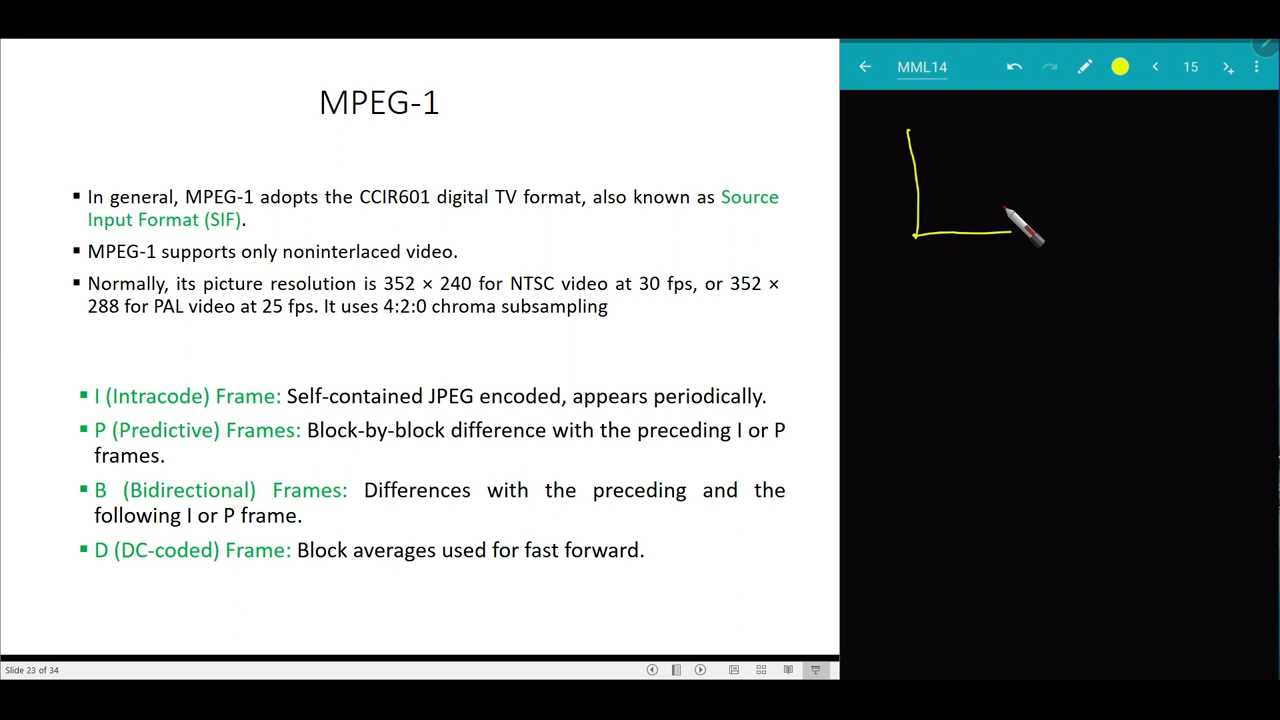 MPEG-1
▪ In general, MPEG-1 adopts the CCIR601 digital TV format, also known as Source
Input Format (SIF).
▪ MPEG-1 supports only noninterlaced video.
▪ Normally, its picture resolution is 352 × 240 for NTSC video at 30 fps, or 352 ×
288 for PAL video at 25 fps. It uses 4:2:0 chroma subsampling
▪ I (Intracode) Frame: Self-contained JPEG encoded, appears periodically.
▪ P (Predictive) Frames: Block-by-block difference with the preceding I or P
frames.
▪ B (Bidirectional) Frames: Differences with the preceding and the
following I or P frame.
▪ D (DC-coded) Frame: Block averages used for fast forward.
Slide 23 of 34
MML14
15